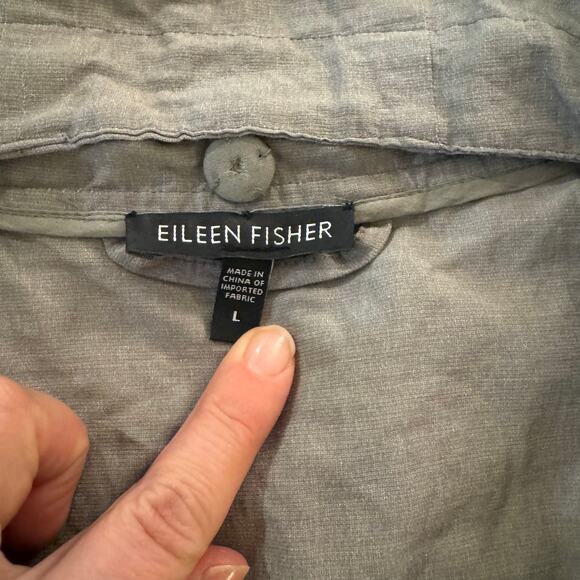 EILEEN FISHER
MADE IN
CHINA OF
IMPORTED
FABRIC
L